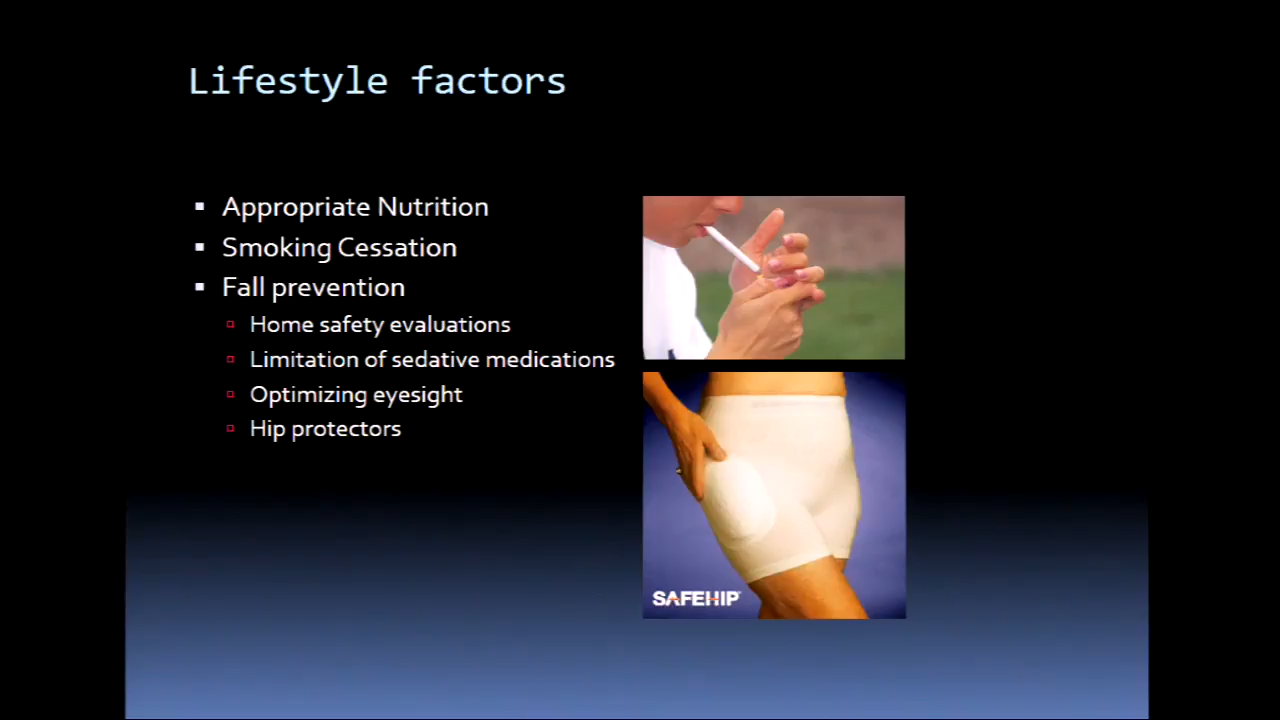 Lifestyle factors
Appropriate Nutrition
Smoking Cessation
Fall prevention
Home safety evaluations
Limitation of sedative medications
Optimizing eyesight
Hip protectors
SAFEHIP